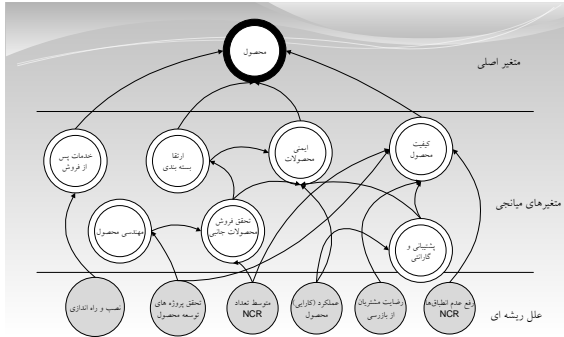 محصول
متغیر اصلی
خدمات پس
از فروش
ارتقا
بسته بندی
ایمنی
محصولات
کیفیت
محصول
متغیرهای میانجی
مهندسی محصول
تحقق فروش
محصولات جانبی
پشتیبانی و
گارانتی
نصب و راه اندازی
تحقق پروژه های
توسعه محصول
متوسط تعداد
NCR
عملکرد (کارایی)
محصول
رضایت مشتریان
از بازرسی
رفع عدم انطباق‌ها
NCR
علل ریشه ای